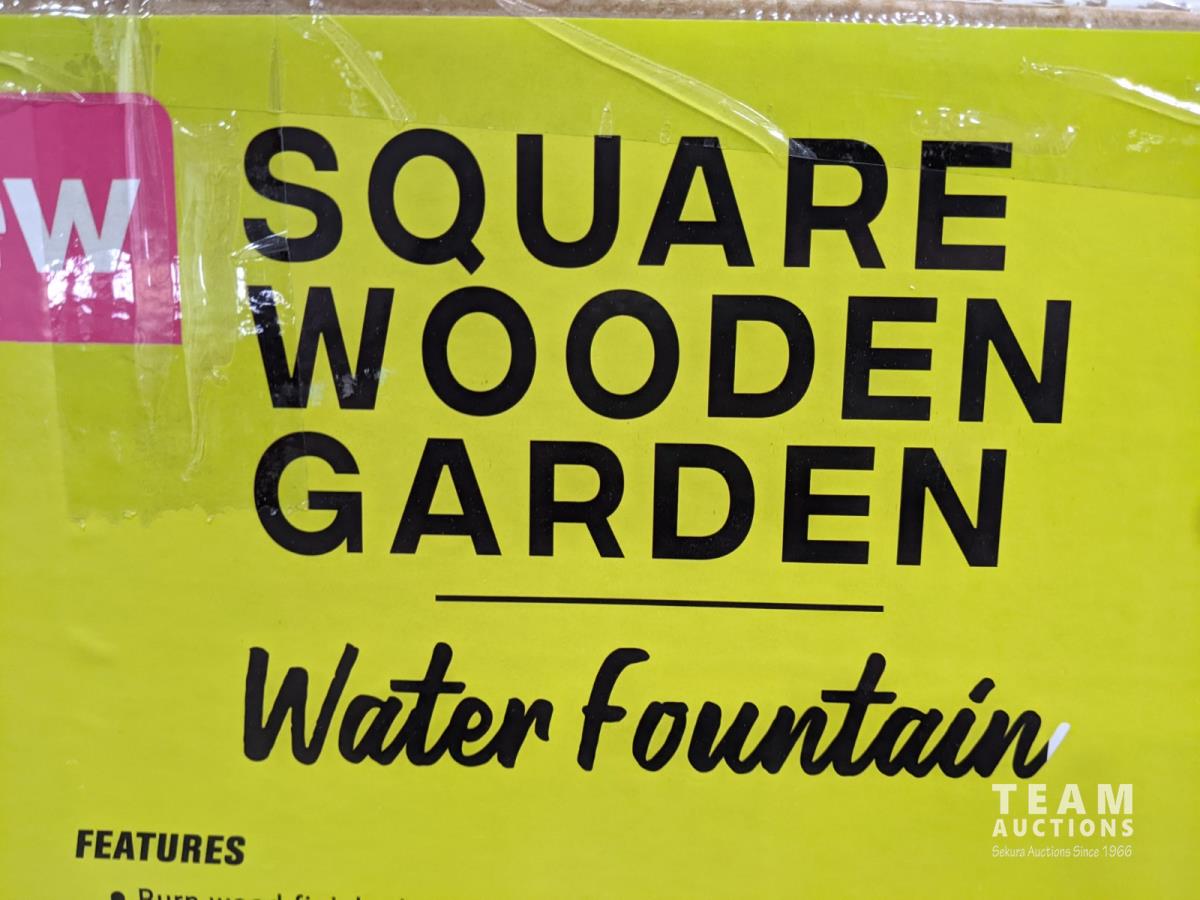 SQUARE
WOODEN
GARDEN
Water Fountain
FEATURES
TEAM
AUCTIONS
Sekura Auctions Since 1966